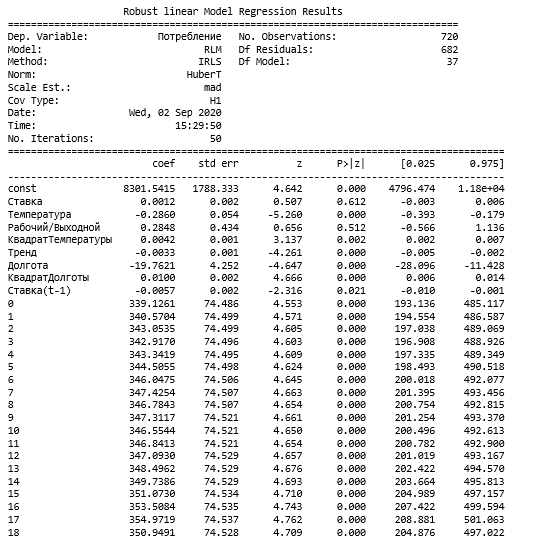 Robust linear Model Regression Results
==============================================================================
Dep. Variable: Потребление No. Observations: 720
Model: RLM Df Residuals: 682
Method: IRLS Df Model: 37
Norm: HuberT
Scale Est.: mad
Cov Type: H1
Date: Wed, 02 Sep 2020
Time: 15:29:50
No. Iterations: 50
==============================================================================
coef std err z P>|z| [0.025 0.975]
------------------------------------------------------------------------------
const 8301.5415 1788.333 4.642 0.000 4796.474 1.18e+04
Ставка 0.0012 0.002 0.507 0.612 -0.003 0.006
Температура -0.2860 0.054 -5.260 0.000 -0.393 -0.179
Рабочий/Выходной 0.2848 0.434 0.656 0.512 -0.566 1.136
КвадратТемпературы 0.0042 0.001 3.137 0.002 0.002 0.007
Тренд -0.0033 0.001 -4.261 0.000 -0.005 -0.002
Долгота -19.7621 4.252 -4.647 0.000 -28.096 -11.428
КвадратДолготы 0.0100 0.002 4.666 0.000 0.006 0.014
Ставка(t-1) -0.0057 0.002 -2.316 0.021 -0.010 -0.001
0 339.1261 74.486 4.553 0.000 193.136 485.117
1 340.5704 74.499 4.571 0.000 194.554 486.587
2 343.0535 74.499 4.605 0.000 197.038 489.069
3 342.9170 74.496 4.603 0.000 196.908 488.926
4 343.3419 74.495 4.609 0.000 197.335 489.349
5 344.5055 74.498 4.624 0.000 198.493 490.518
6 346.0475 74.506 4.645 0.000 200.018 492.077
7 347.4254 74.507 4.663 0.000 201.395 493.456
8 346.7843 74.507 4.654 0.000 200.754 492.815
9 347.3117 74.521 4.661 0.000 201.254 493.370
10 346.5544 74.521 4.650 0.000 200.496 492.613
11 346.8413 74.521 4.654 0.000 200.782 492.900
12 347.0930 74.529 4.657 0.000 201.019 493.167
13 348.4962 74.529 4.676 0.000 202.422 494.570
14 349.7386 74.529 4.693 0.000 203.664 495.813
15 351.0730 74.534 4.710 0.000 204.989 497.157
16 353.5084 74.535 4.743 0.000 207.422 499.594
17 354.9719 74.537 4.762 0.000 208.881 501.063
18 350.9491 74.528 4.709 0.000 204.876 497.022